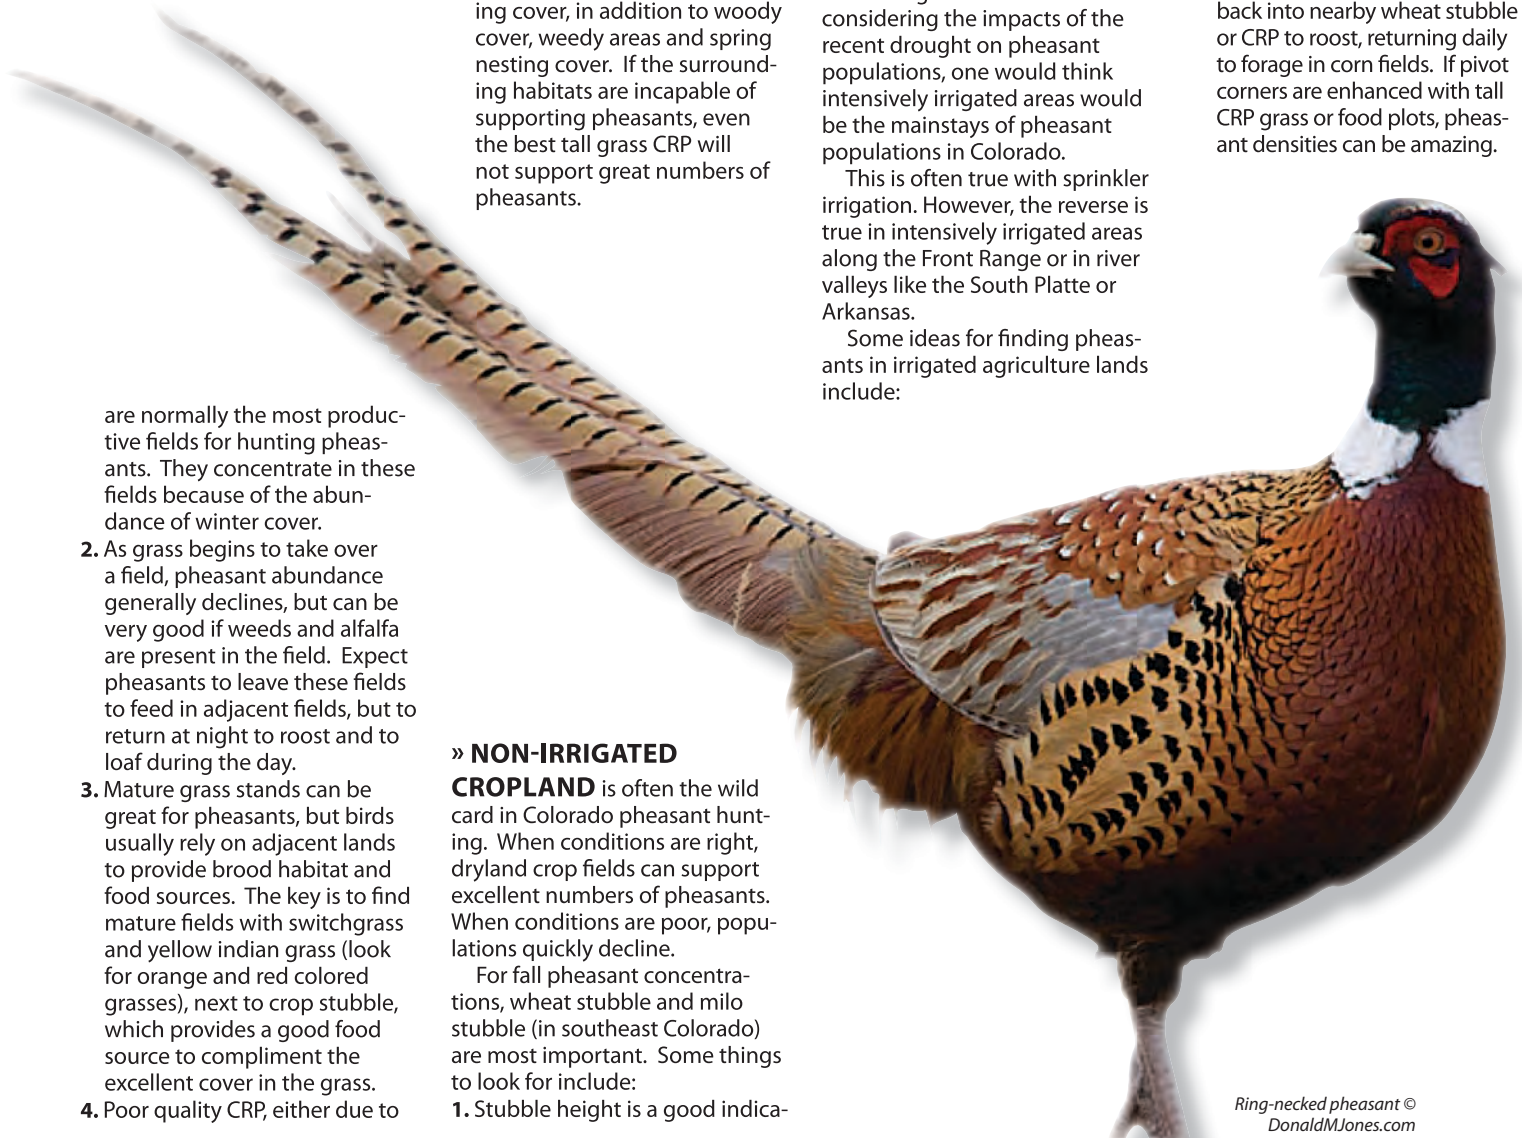 are normally the most produc-
tive fields for hunting pheas-
ants.  They concentrate in these
fields because of the abun-
dance of winter cover.
2. As grass begins to take over
a field, pheasant abundance
generally declines, but can be
very good if weeds and alfalfa
are present in the field.  Expect
pheasants to leave these fields
to feed in adjacent fields, but to
return at night to roost and to
loaf during the day.
3. Mature grass stands can be
great for pheasants, but birds
usually rely on adjacent lands
to provide brood habitat and
food sources.  The key is to find
mature fields with switchgrass
and yellow indian grass (look
for orange and red colored
grasses), next to crop stubble,
which provides a good food
source to compliment the
excellent cover in the grass.
4. Poor quality CRP, either due to
ing cover, in addition to woody
cover, weedy areas and spring
nesting cover.  If the surround-
ing habitats are incapable of
supporting pheasants, even
the best tall grass CRP will
not support great numbers of
pheasants.
» NON-IRRIGATED
CROPLAND is often the wild
card in Colorado pheasant hunt-
ing.  When conditions are right,
dryland crop fields can support
excellent numbers of pheasants.
When conditions are poor, popu-
lations quickly decline.
For fall pheasant concentra-
tions, wheat stubble and milo
stubble (in southeast Colorado)
are most important.  Some things
to look for include:
1. Stubble height is a good indica-
considering the impacts of the
recent drought on pheasant
populations, one would think
intensively irrigated areas would
be the mainstays of pheasant
populations in Colorado.
This is often true with sprinkler
irrigation. However, the reverse is
true in intensively irrigated areas
along the Front Range or in river
valleys like the South Platte or
Arkansas.
Some ideas for finding pheas-
ants in irrigated agriculture lands
include:
back into nearby wheat stubble
or CRP to roost, returning daily
to forage in corn fields.  If pivot
corners are enhanced with tall
CRP grass or food plots, pheas-
ant densities can be amazing.
Ring-necked pheasant ©
DonaldMJones.com